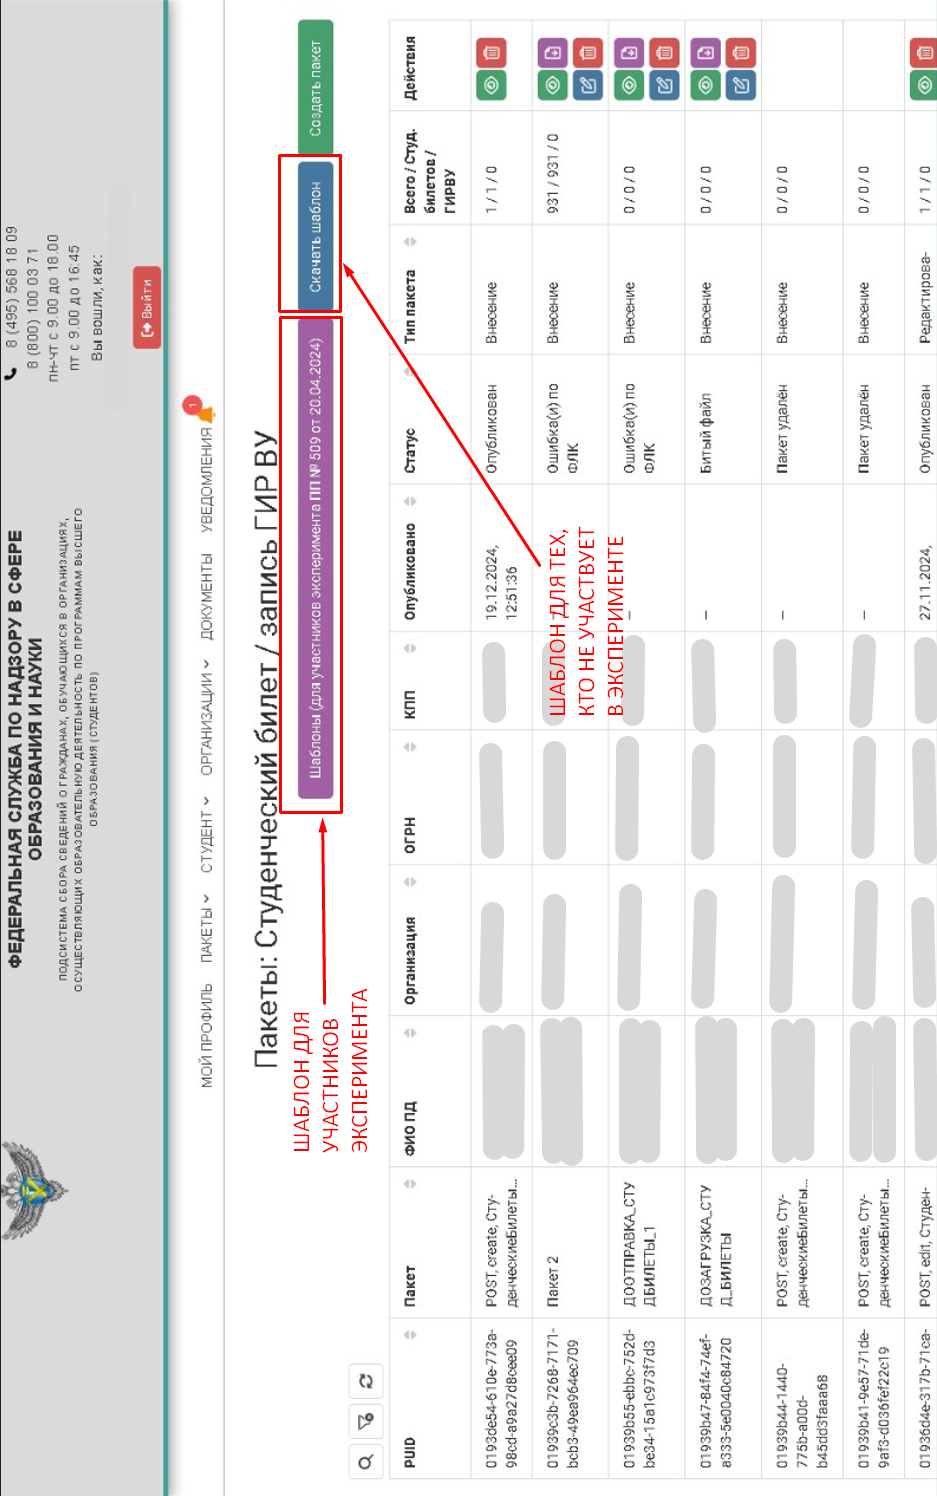 ФЕДЕРАЛЬНАЯ СЛУЖБА ПО НАДЗОРУ В СФЕРЕ
ОБРАЗОВАНИЯ И НАУКИ
ПОДСИСТЕМА СБОРА СВЕДЕНИЙ О ГРАЖДАНАХ, ОБУЧАЮЩИХСЯ В ОРГАНИЗАЦИЯХ,
ОСУЩЕСТВЛЯЮЩИХ ОБРАЗОВАТЕЛЬНУЮ ДЕЯТЕЛЬНОСТЬ ПО ПРОГРАММАМ ВЫСШЕГО
ОБРАЗОВАНИЯ (СТУДЕНТОВ)
8 (495) 568 18 09
8 (800) 100 03 71
пн-чт с 9.00 до 18.00
пт с 9.00 до 16:45
Вы вошли, как:
Выйти
МОЙ ПРОФИЛЬ ПАКЕТЫ СТУДЕНТ ОРГАНИЗАЦИИ ДОКУМЕНТЫ УВЕДОМЛЕНИЯ 1
Пакеты: Студенческий билет / запись ГИР ВУ
ШАБЛОН ДЛЯ
УЧАСТНИКОВ
ЭКСПЕРИМЕНТА
Шаблоны (для участников эксперимента ПП № 509 от 20.04.2024) Скачать шаблон Создать пакет
PUID Пакет ФИО ПД Организация ОГРН КПП Опубликовано Статус Тип пакета Всего / Студ. билетов / ГИРВУ Действия
01939de54-610e-773a-
98cd-a9a27d8cee09
POST, create, Сту-
денческиеБилеты...
19.12.2024,
12:51:36
Опубликован
Внесение
1 / 1 / 0
01939c3b-7268-7171-
bcb3-49ea964ec709
Пакет 2
Ошибка(и) по
ФЛК
Внесение
931 / 931 / 0
ШАБЛОН ДЛЯ ТЕХ,
КТО НЕ УЧАСТВУЕТ
В ЭКСПЕРИМЕНТЕ
01939b55-ebbc-752d-
be34-15a1c973f7d3
ДООТПРАВКА_СТУ
ДБИЛЕТЫ_1
–
Ошибка(и) по
ФЛК
Внесение
0 / 0 / 0
01939b47-84f4-74ef-
a333-5e0040c84720
ДОЗАГРУЗКА_СТУ
Д_БИЛЕТЫ
–
Битый файл
Внесение
0 / 0 / 0
01939b44-1440-
775b-a00d-
b45dd3faaa68
POST, create, Сту-
денческиеБилеты...
–
Пакет удалён
Внесение
0 / 0 / 0
01939b41-9e57-71de-
9af3-d036fef22c19
POST, create, Сту-
денческиеБилеты...
–
Пакет удалён
Внесение
0 / 0 / 0
01936d4e-317b-71ca-
POST, edit, Студен-
27.11.2024,
Опубликован
Редактирова-
1 / 1 / 0